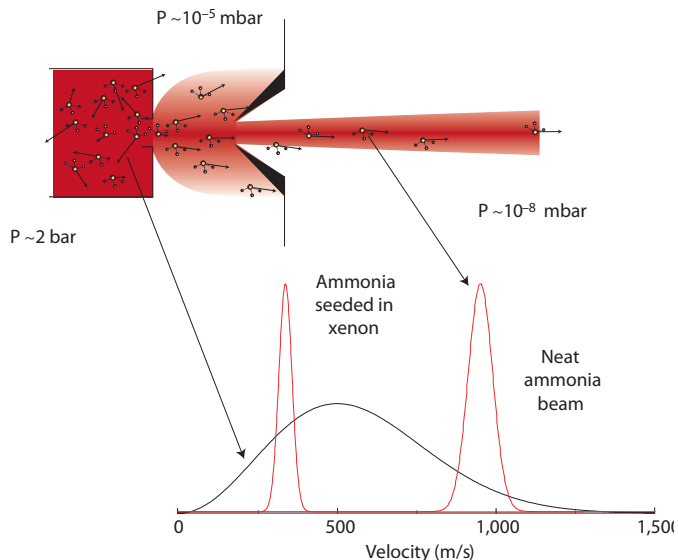 P ~10⁻⁵ mbar
P ~2 bar
P ~10⁻⁸ mbar
Ammonia
seeded in
xenon
Neat
ammonia
beam
0
500
1,000
1,500
Velocity (m/s)